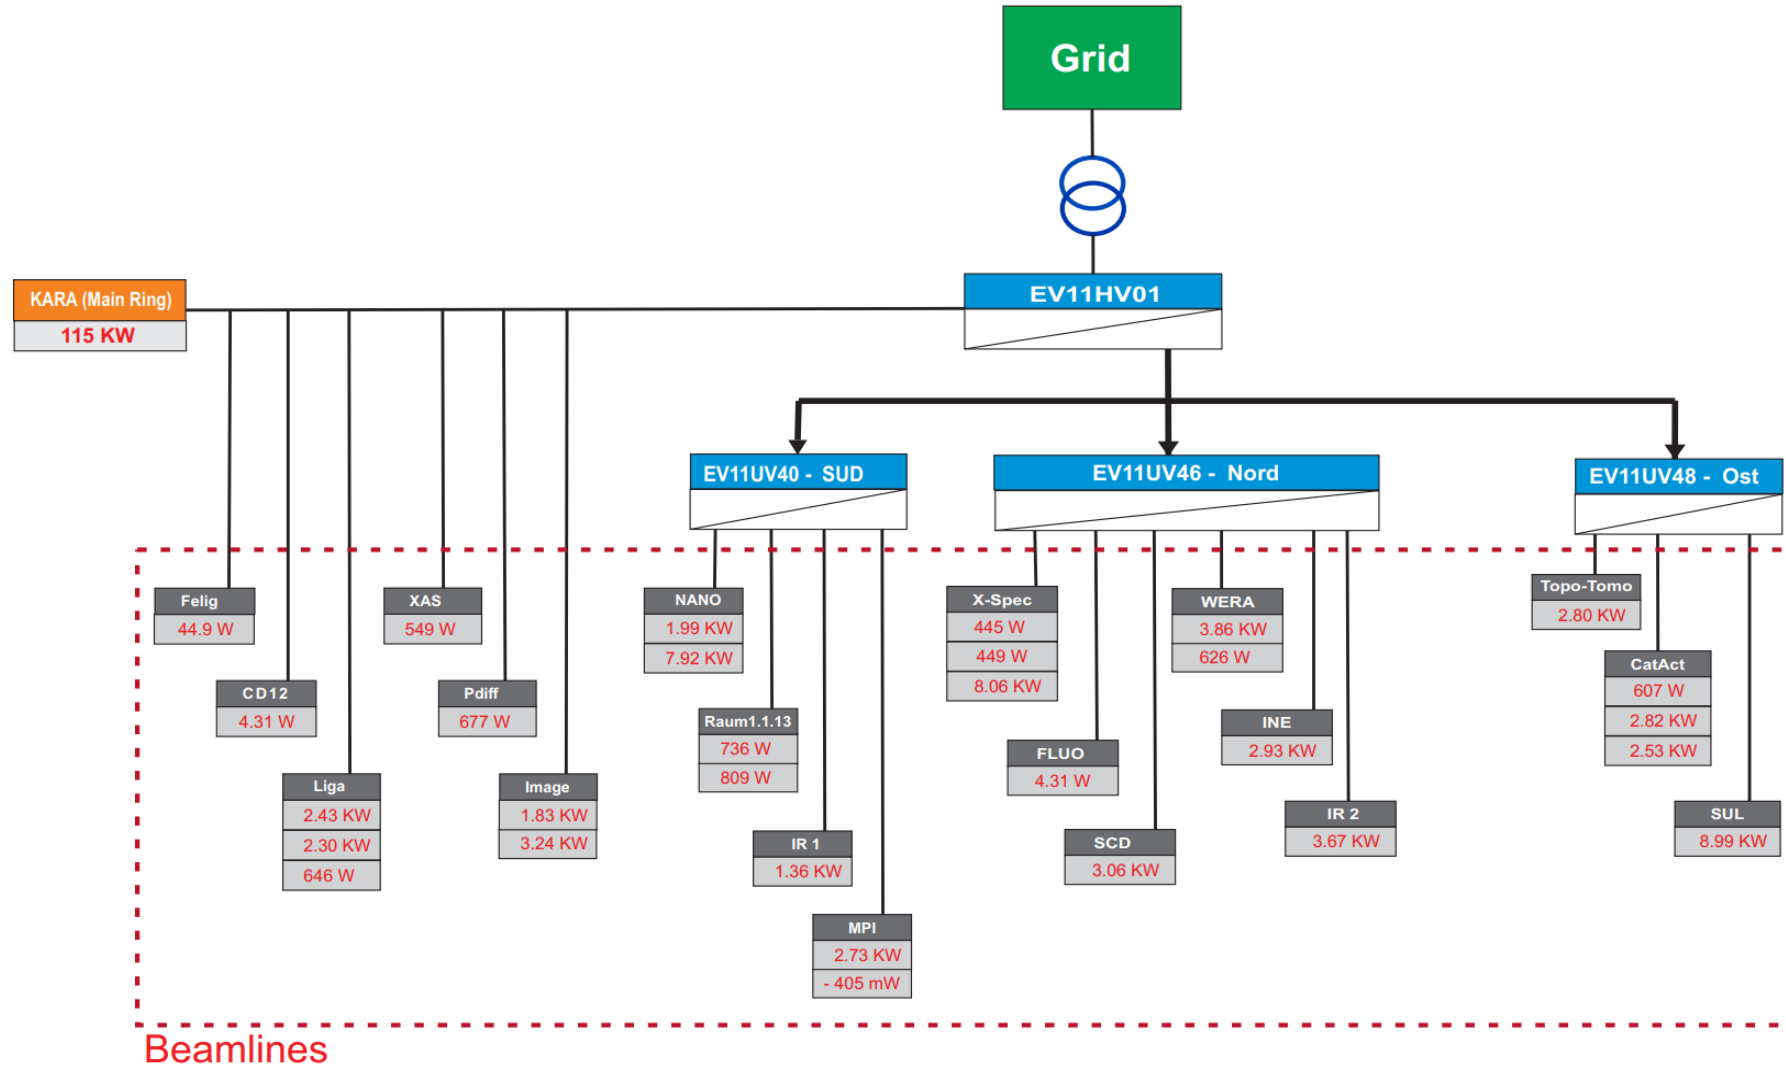 Grid
EV11HV01
KARA (Main Ring)
115 KW
EV11UV40 - SUD
EV11UV46 - Nord
EV11UV48 - Ost
Felig
44.9 W
CD12
4.31 W
Liga
2.43 KW
2.30 KW
646 W
XAS
549 W
Pdiff
677 W
Image
1.83 KW
3.24 KW
NANO
1.99 KW
7.92 KW
Raum1.1.13
736 W
809 W
IR 1
1.36 KW
MPI
2.73 KW
- 405 mW
X-Spec
445 W
449 W
8.06 KW
FLUO
4.31 W
SCD
3.06 KW
WERA
3.86 KW
626 W
INE
2.93 KW
IR 2
3.67 KW
Topo-Tomo
2.80 KW
CatAct
607 W
2.82 KW
2.53 KW
SUL
8.99 KW
Beamlines